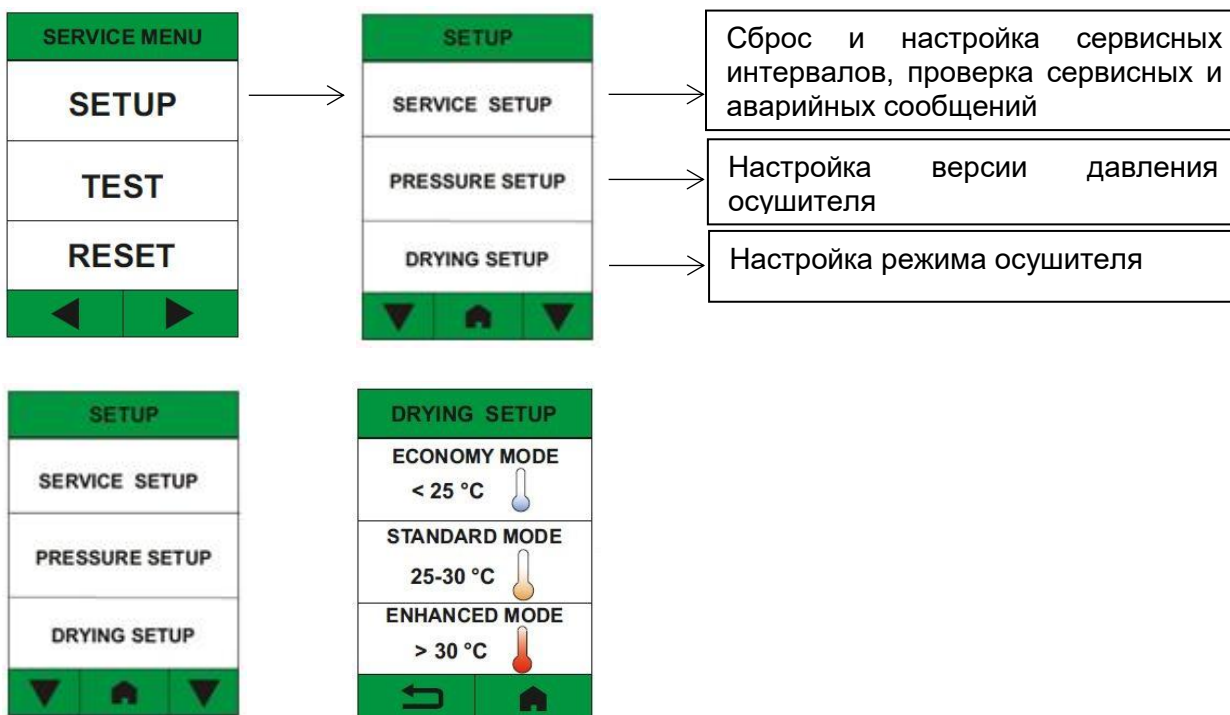 SERVICE MENU
SETUP
TEST
RESET
SETUP
SERVICE SETUP
PRESSURE SETUP
DRYING SETUP
Сброс и настройка сервисных
интервалов, проверка сервисных и
аварийных сообщений
Настройка версии давления
осушителя
Настройка режима осушителя
SETUP
SERVICE SETUP
PRESSURE SETUP
DRYING SETUP
DRYING SETUP
ECONOMY MODE
< 25 °C
STANDARD MODE
25-30 °C
ENHANCED MODE
> 30 °C